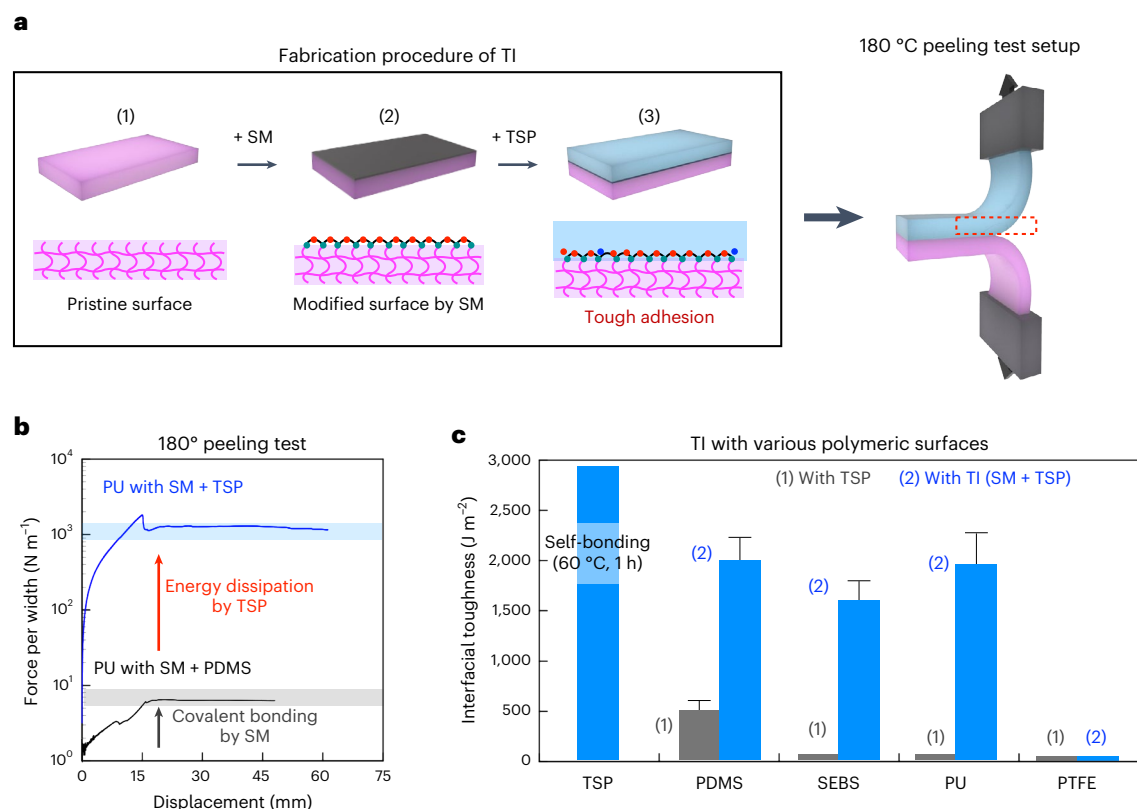 a
Fabrication procedure of TI
180 °C peeling test setup
(1)
+ SM
(2)
+ TSP
(3)
Pristine surface
Modified surface by SM
Tough adhesion
b
180° peeling test
Force per width (N m⁻¹)
10⁴
10³
10²
10¹
10⁰
PU with SM + TSP
Energy dissipation
by TSP
PU with SM + PDMS
Covalent bonding
by SM
0
15
30
45
60
75
Displacement (mm)
c
TI with various polymeric surfaces
Interfacial toughness (J m⁻²)
3,000
2,500
2,000
1,500
1,000
500
0
(1) With TSP
(2) With TI (SM + TSP)
Self-bonding
(60 °C, 1 h)
(1)
(2)
(1)
(2)
(1)
(2)
(1)
(2)
TSP
PDMS
SEBS
PU
PTFE